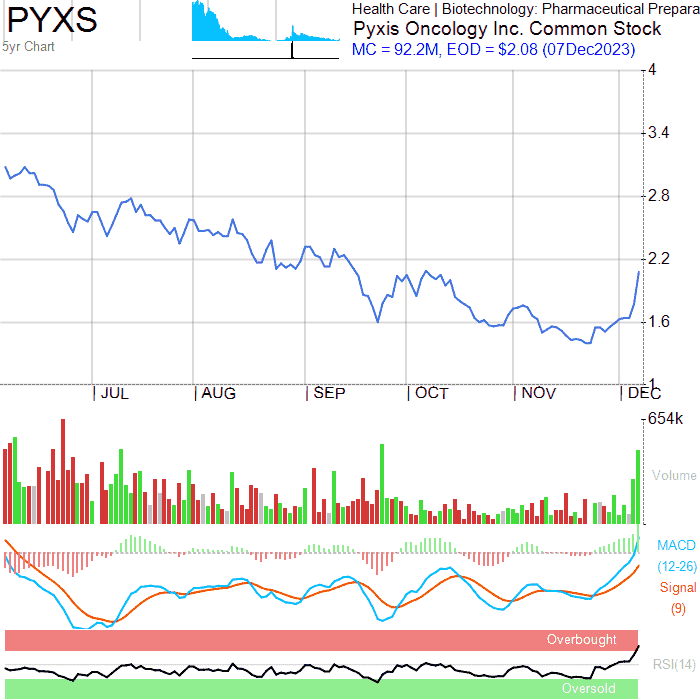 PYXS
5yr Chart
Health Care | Biotechnology: Pharmaceutical Prepara
Pyxis Oncology Inc. Common Stock
MC = 92.2M, EOD = $2.08 (07Dec2023)
4
3.4
2.8
2.2
1.6
1
JUL AUG SEP OCT NOV DEC
654k
Volume
MACD
(12-26)
Signal
(9)
Overbought
RSI(14)
Oversold